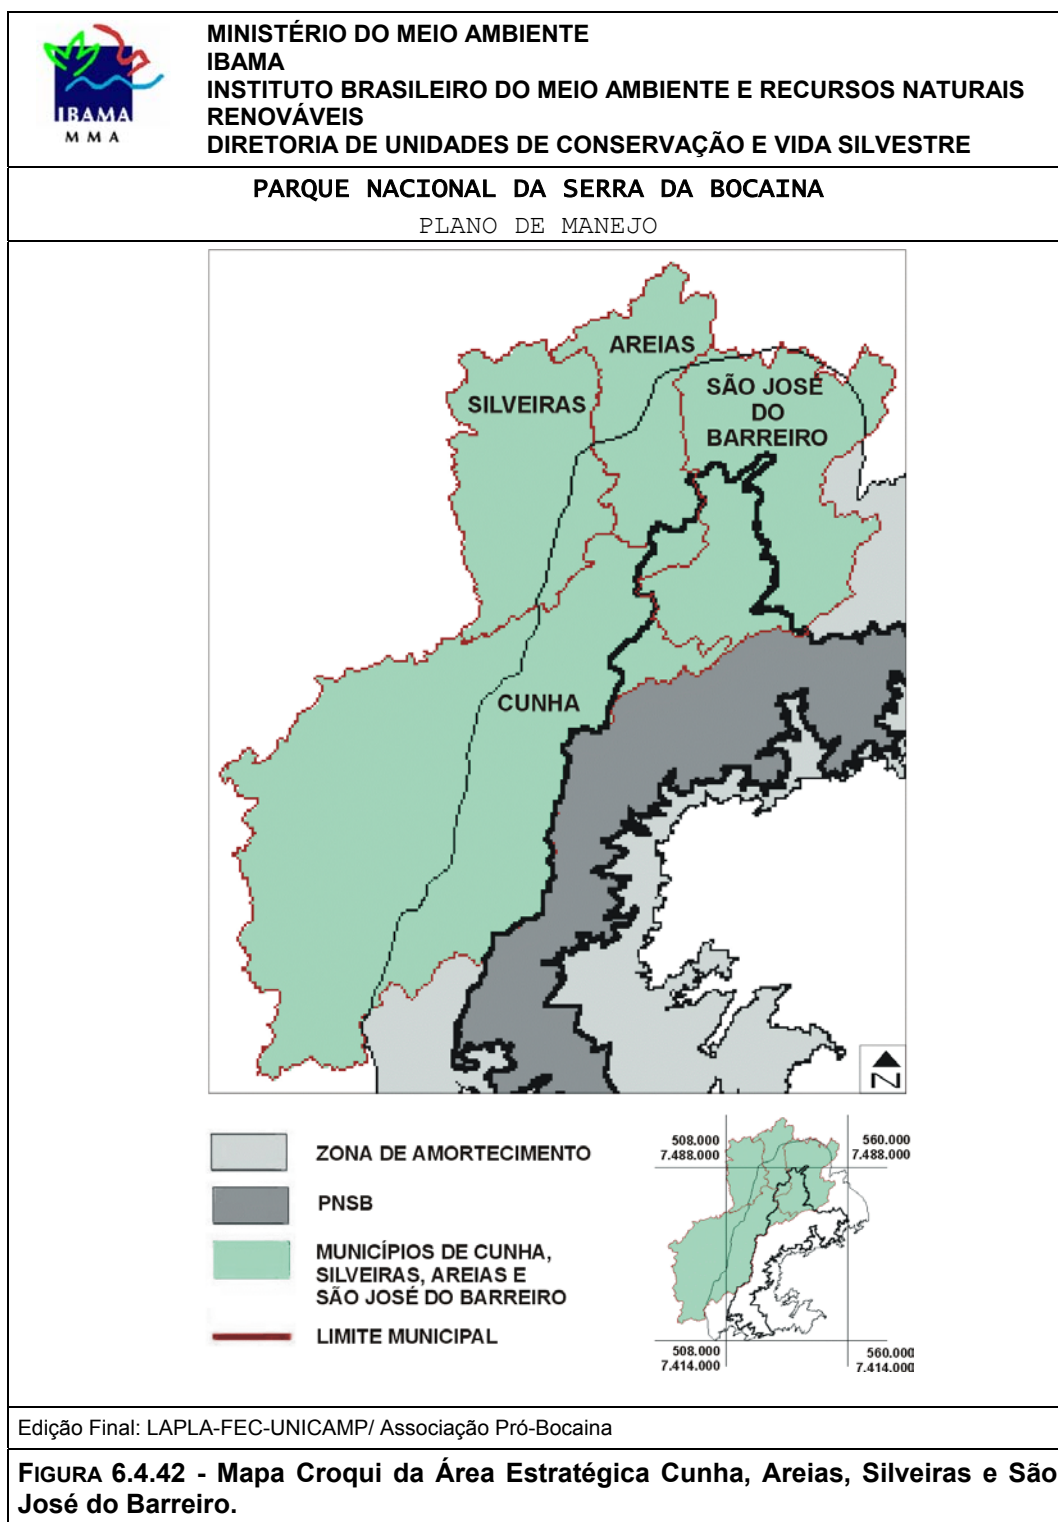 MINISTÉRIO DO MEIO AMBIENTE
IBAMA
INSTITUTO BRASILEIRO DO MEIO AMBIENTE E RECURSOS NATURAIS
RENOVÁVEIS
DIRETORIA DE UNIDADES DE CONSERVAÇÃO E VIDA SILVESTRE
IBAMA
M M A
PARQUE NACIONAL DA SERRA DA BOCAINA
PLANO DE MANEJO
AREIAS
SILVEIRAS
SÃO JOSÉ
DO
BARREIRO
CUNHA
N
ZONA DE AMORTECIMENTO
PNSB
MUNICÍPIOS DE CUNHA,
SILVEIRAS, AREIAS E
SÃO JOSÉ DO BARREIRO
LIMITE MUNICIPAL
508.000
7.488.000
560.000
7.488.000
508.000
7.414.000
560.000
7.414.000
Edição Final: LAPLA-FEC-UNICAMP/ Associação Pró-Bocaina
FIGURA 6.4.42 - Mapa Croqui da Área Estratégica Cunha, Areias, Silveiras e São
José do Barreiro.